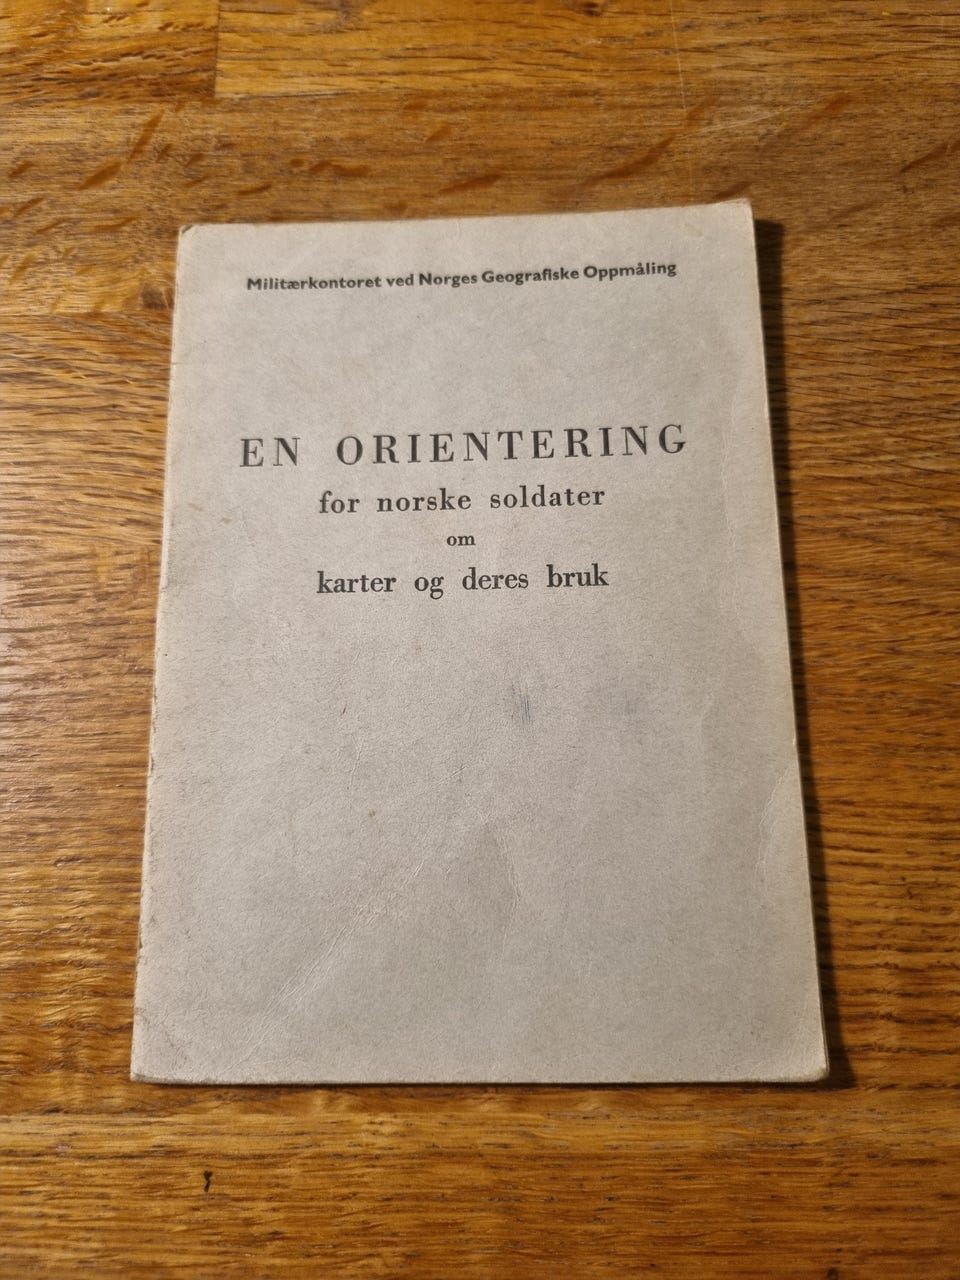 Militærkontoret ved Norges Geografiske Oppmåling
EN ORIENTERING
for norske soldater
om
karter og deres bruk